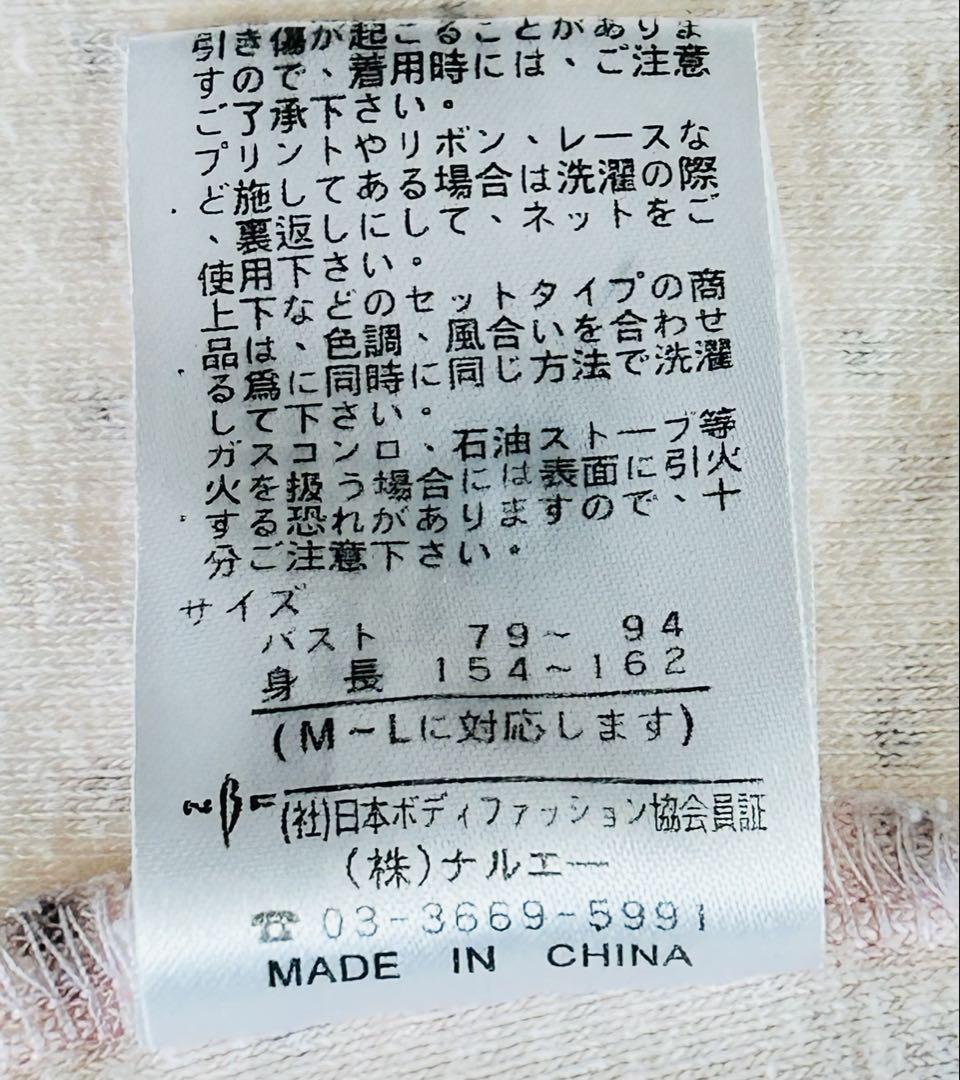 引き傷が起こることがありま
すので、着用時には、ご注意
ご了承下さい。
プリントやリボン、レースな
ど施してある場合は洗濯の際
、裏返しにして、ネットをご
使用下さい。
上下などのセットタイプの商
品は、色調、風合いを合わせ
る為に同時に同じ方法で洗濯
して下さい。
ガスコンロ、石油ストーブ等
火を扱う場合には表面に引火
する恐れがありますので、十
分ご注意下さい。
サイズ
バスト 79~ 94
身 長 154~162
(M~Lに対応します)
NBF(社)日本ボディファッション協会員証
(株)ナルエー
☎03-3669-5991
MADE IN CHINA